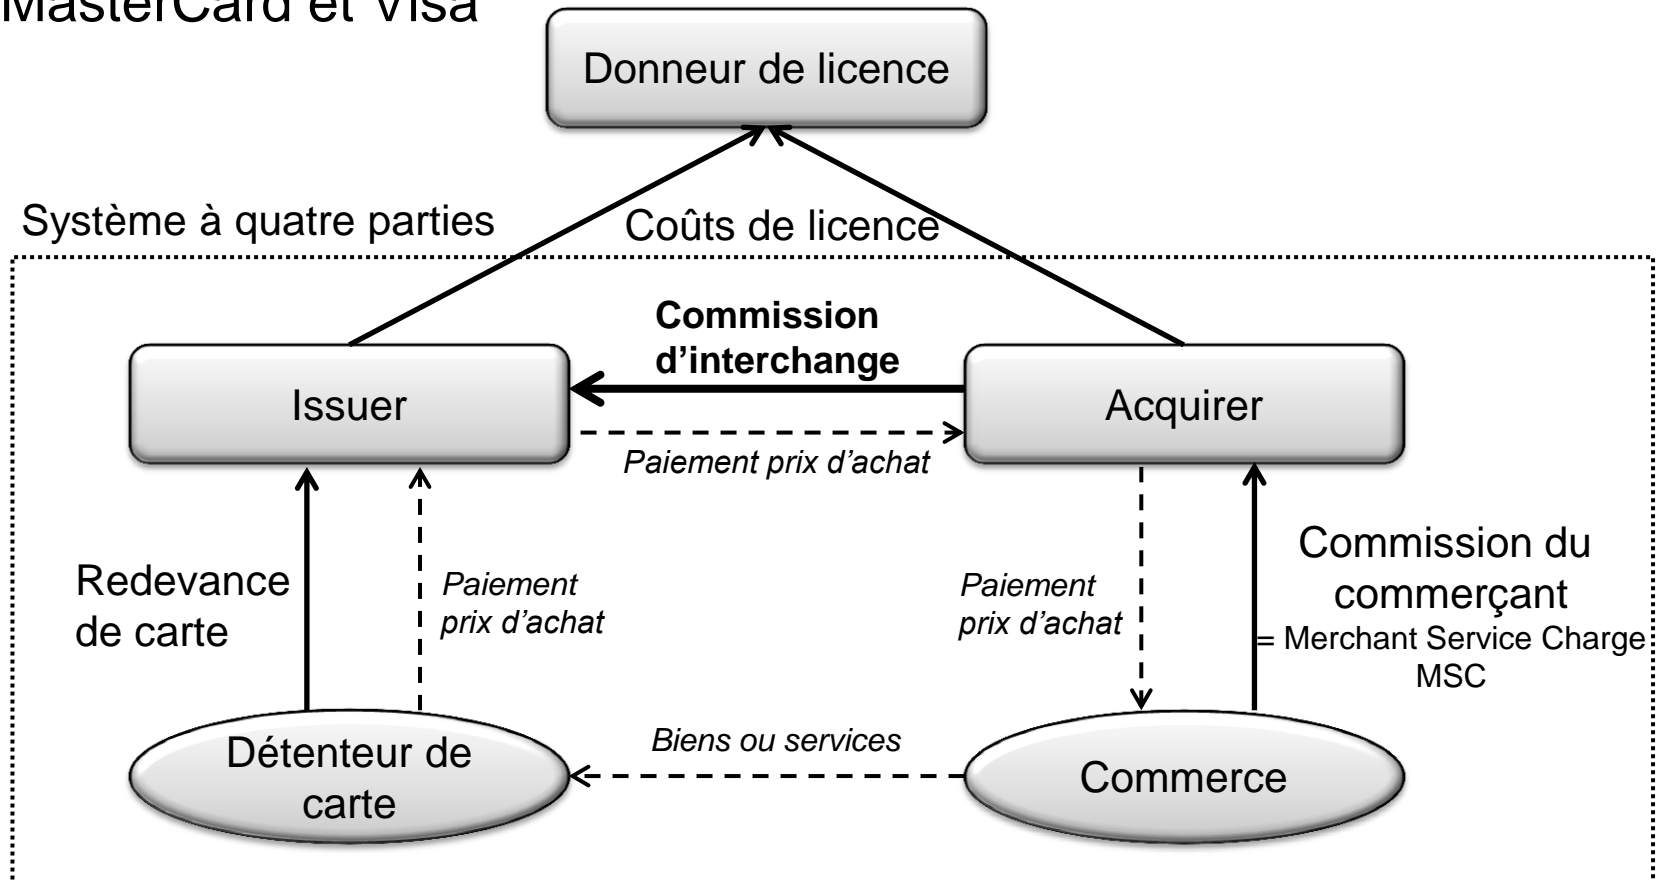 MasterCard et Visa
Donneur de licence
Système à quatre parties
Coûts de licence
Commission
d’interchange
Issuer
Acquirer
Paiement prix d’achat
Redevance
de carte
Paiement
prix d’achat
Paiement
prix d’achat
Commission du
commerçant
= Merchant Service Charge
MSC
Détenteur de
carte
Biens ou services
Commerce